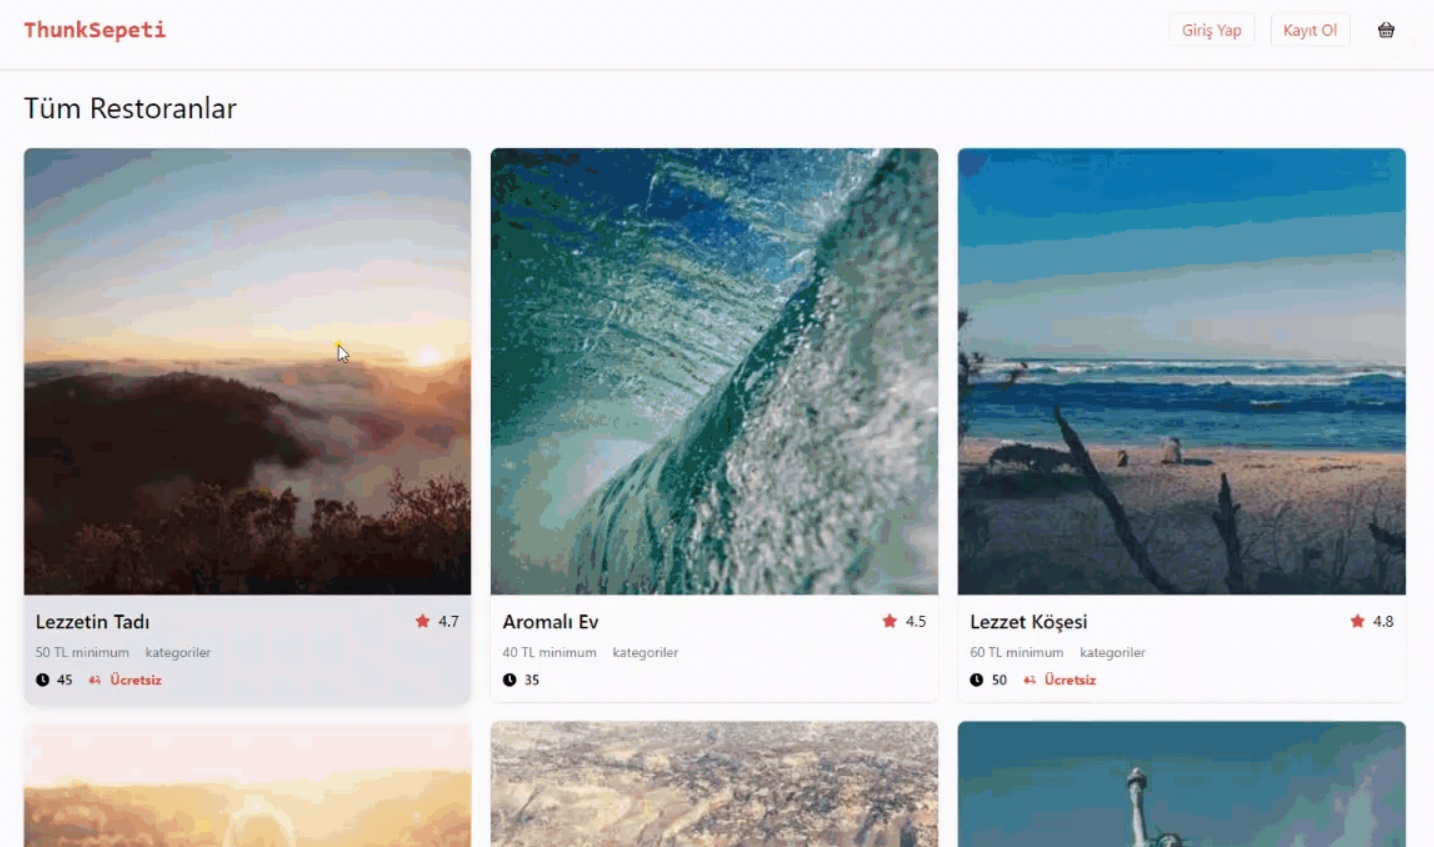 ThunkSepeti
Giriş Yap
Kayıt Ol
Tüm Restoranlar
Lezzetin Tadı
4.7
50 TL minimum kategoriler
45 Ücretsiz
Aromalı Ev
4.5
40 TL minimum kategoriler
35
Lezzet Köşesi
4.8
60 TL minimum kategoriler
50 Ücretsiz